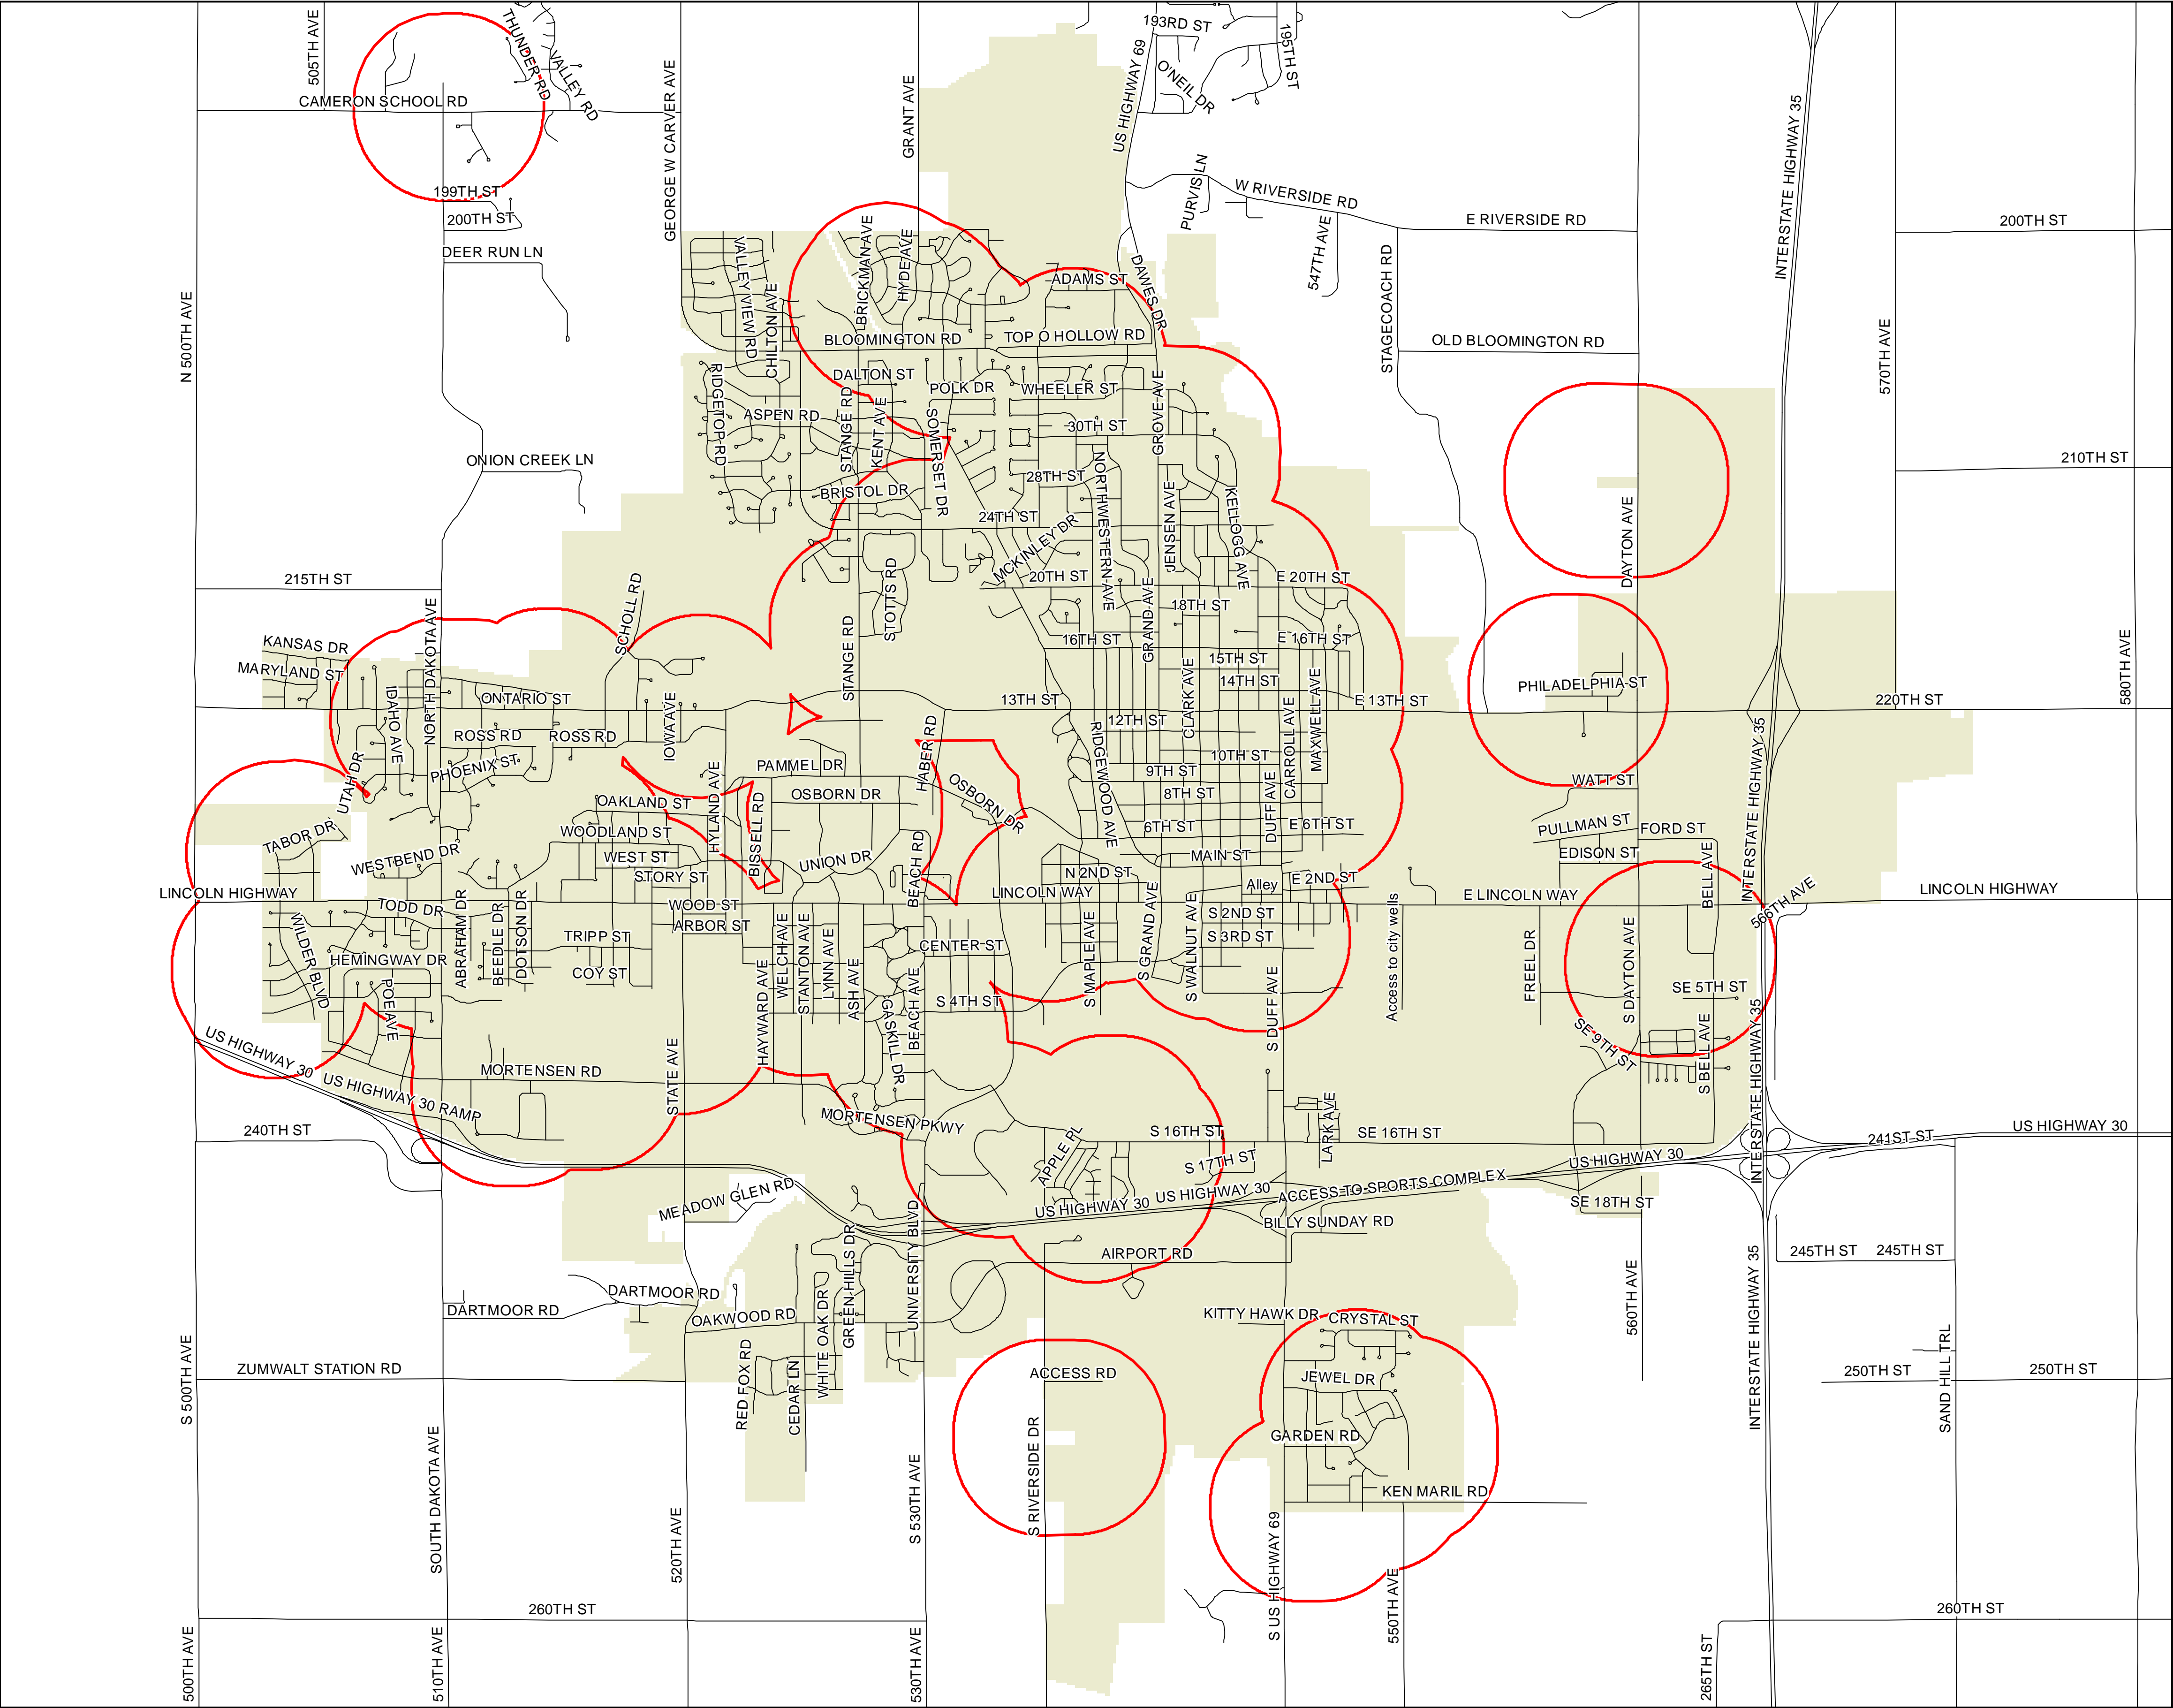 193RD ST
505TH AVE
THUNDER RD
VALLEY RD
US HIGHWAY 69
195TH ST
O'NEIL DR
CAMERON SCHOOL RD
GEORGE W CARVER AVE
GRANT AVE
INTERSTATE HIGHWAY 35
199TH ST
200TH ST
PURVIS LN
W RIVERSIDE RD
E RIVERSIDE RD
200TH ST
DEER RUN LN
547TH AVE
STAGECOACH RD
INTERSTATE HIGHWAY 35
VALLEY VIEW RD
CHILTON AVE
BRICKMAN AVE
HYDE AVE
ADAMS ST
DAWES DR
N 500TH AVE
BLOOMINGTON RD
TOP O HOLLOW RD
OLD BLOOMINGTON RD
570TH AVE
RIDGETOP RD
DALTON ST
POLK DR
WHEELER ST
GROVE AVE
ASPEN RD
STANGE RD
KENT AVE
SOMERSET DR
30TH ST
ONION CREEK LN
210TH ST
28TH ST
NORTHWESTERN AVE
BRISTOL DR
JENSEN AVE
KELLOGG AVE
24TH ST
MCKINLEY DR
DAYTON AVE
215TH ST
SCHOLL RD
STOTTS RD
20TH ST
E 20TH ST
NORTH DAKOTA AVE
GRAND AVE
18TH ST
KANSAS DR
STANGE RD
16TH ST
E 16TH ST
580TH AVE
MARYLAND ST
15TH ST
14TH ST
PHILADELPHIA ST
IDAHO AVE
ONTARIO ST
IOWA AVE
13TH ST
CLARK AVE
CARROLL AVE
MAXWELL AVE
E 13TH ST
220TH ST
ROSS RD
ROSS RD
HABER RD
RIDGEWOOD AVE
12TH ST
INTERSTATE HIGHWAY 35
UTAH DR
PHOENIX ST
PAMMEL DR
10TH ST
9TH ST
WATT ST
HYLAND AVE
OAKLAND ST
BISSELL RD
OSBORN DR
OSBORN DR
8TH ST
DUFF AVE
TABOR DR
WOODLAND ST
6TH ST
E 6TH ST
PULLMAN ST
FORD ST
WESTBEND DR
WEST ST
UNION DR
BEACH RD
MAIN ST
EDISON ST
BELL AVE
STORY ST
N 2ND ST
Alley
E 2ND ST
LINCOLN HIGHWAY
LINCOLN WAY
E LINCOLN WAY
566TH AVE
LINCOLN HIGHWAY
TODD DR
WOOD ST
S 2ND ST
WILDER BLVD
ABRAHAM DR
BEEDLE DR
DOTSON DR
TRIPP ST
ARBOR ST
WELCH AVE
STANTON AVE
LYNN AVE
CENTER ST
S MAPLE AVE
S GRAND AVE
S WALNUT AVE
S 3RD ST
Access to city wells
FREEL DR
S DAYTON AVE
HEMINGWAY DR
COY ST
HAYWARD AVE
ASH AVE
BEACH AVE
POE AVE
GASKILL DR
S 4TH ST
S DUFF AVE
SE 5TH ST
US HIGHWAY 30
SE 9TH ST
S BELL AVE
INTERSTATE HIGHWAY 35
US HIGHWAY 30 RAMP
MORTENSEN RD
STATE AVE
MORTENSEN PKWY
240TH ST
APPLE PL
S 16TH ST
LARK AVE
SE 16TH ST
241ST ST
US HIGHWAY 30
S 17TH ST
US HIGHWAY 30
MEADOW GLEN RD
US HIGHWAY 30
US HIGHWAY 30
ACCESS TO SPORTS COMPLEX
SE 18TH ST
BILLY SUNDAY RD
GREEN HILLS DR
UNIVERSITY BLVD
AIRPORT RD
245TH ST
245TH ST
DARTMOOR RD
DARTMOOR RD
OAKWOOD RD
560TH AVE
INTERSTATE HIGHWAY 35
KITTY HAWK DR
CRYSTAL ST
S 500TH AVE
ZUMWALT STATION RD
RED FOX RD
CEDAR LN
WHITE OAK DR
ACCESS RD
JEWEL DR
SAND HILL TRL
250TH ST
250TH ST
SOUTH DAKOTA AVE
S 530TH AVE
S RIVERSIDE DR
GARDEN RD
KEN MARIL RD
520TH AVE
S US HIGHWAY 69
550TH AVE
260TH ST
260TH ST
500TH AVE
510TH AVE
530TH AVE
265TH ST